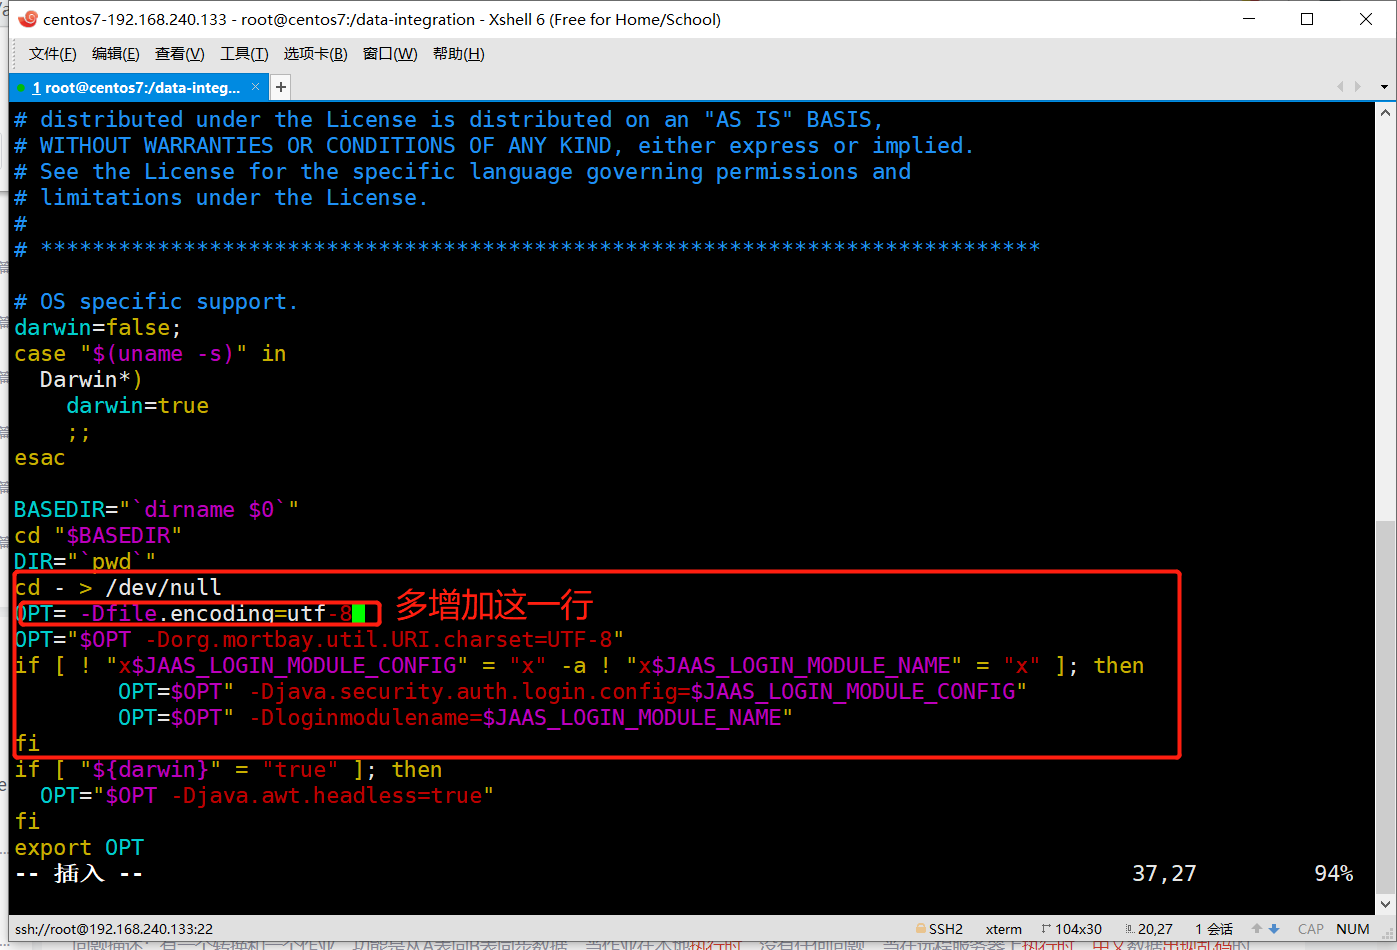 centos7-192.168.240.133 - root@centos7:/data-integration - Xshell 6 (Free for Home/School)
文件(F) 编辑(E) 查看(V) 工具(T) 选项卡(B) 窗口(W) 帮助(H)
1 root@centos7:/data-integ... × +
# distributed under the License is distributed on an "AS IS" BASIS,
# WITHOUT WARRANTIES OR CONDITIONS OF ANY KIND, either express or implied.
# See the License for the specific language governing permissions and
# limitations under the License.
#
# *****************************************************************************
# OS specific support.
darwin=false;
case "$(uname -s)" in
  Darwin*)
    darwin=true
    ;;
esac
BASEDIR="`dirname $0`"
cd "$BASEDIR"
DIR="`pwd`"
cd - > /dev/null
OPT= -Dfile.encoding=utf-8 多增加这一行
OPT="$OPT -Dorg.mortbay.util.URI.charset=UTF-8"
if [ ! "x$JAAS_LOGIN_MODULE_CONFIG" = "x" -a ! "x$JAAS_LOGIN_MODULE_NAME" = "x" ]; then
        OPT=$OPT" -Djava.security.auth.login.config=$JAAS_LOGIN_MODULE_CONFIG"
        OPT=$OPT" -Dloginmodulename=$JAAS_LOGIN_MODULE_NAME"
fi
if [ "${darwin}" = "true" ]; then
  OPT="$OPT -Djava.awt.headless=true"
fi
export OPT
-- 插入 -- 37,27 94%
ssh://root@192.168.240.133:22 SSH2 xterm 104x30 20,27 1 会话 CAP NUM